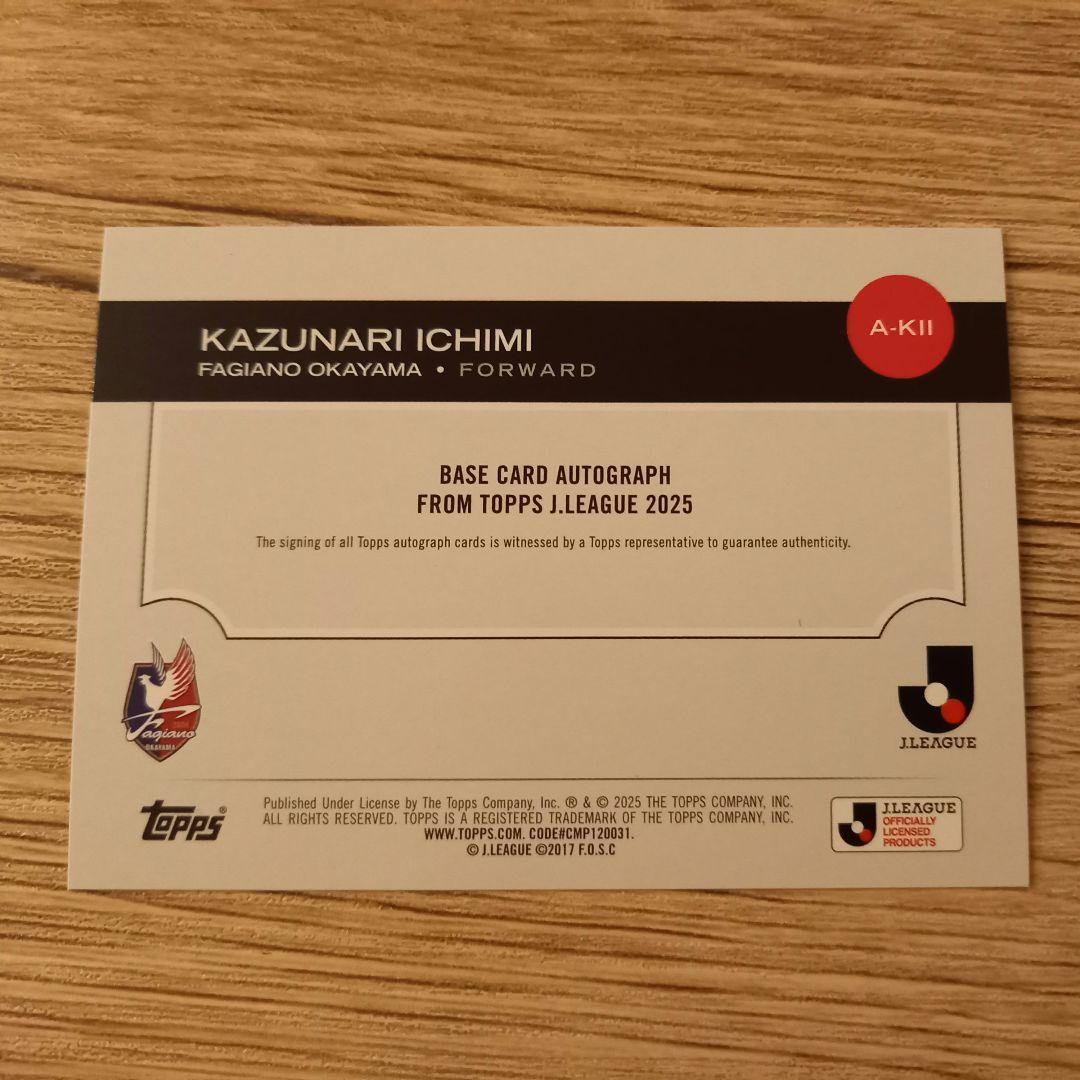 KAZUNARI ICHIMI
FAGIANO OKAYAMA • FORWARD
A-KII
BASE CARD AUTOGRAPH
FROM TOPPS J.LEAGUE 2025
The signing of all Topps autograph cards is witnessed by a Topps representative to guarantee authenticity.
Fagiano
OKAYAMA
J.LEAGUE
Topps®
Published Under License by The Topps Company, Inc. ® & © 2025 THE TOPPS COMPANY, INC.
ALL RIGHTS RESERVED. TOPPS IS A REGISTERED TRADEMARK OF THE TOPPS COMPANY, INC.
WWW.TOPPS.COM. CODE#CMP120031.
© J.LEAGUE ©2017 F.O.S.C
J.LEAGUE
OFFICIALLY
LICENSED
PRODUCTS